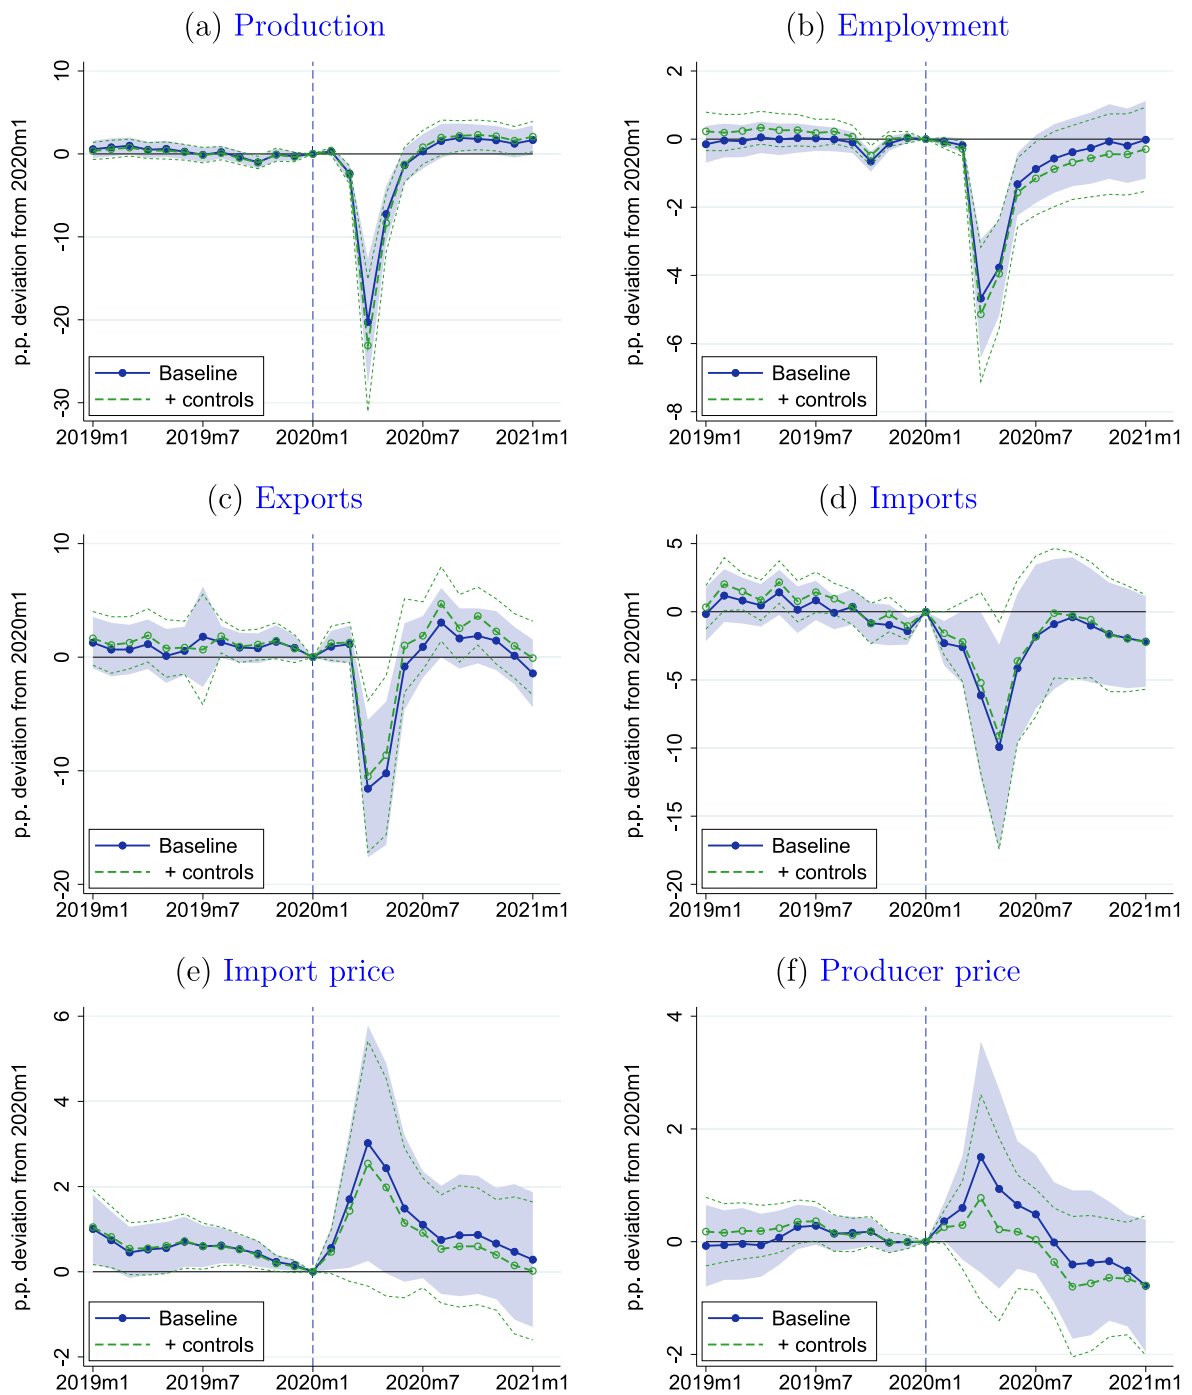 (a) Production
p.p. deviation from 2020m1
10
0
-10
-20
-30
Baseline
+ controls
2019m1 2019m7 2020m1 2020m7 2021m1
(b) Employment
p.p. deviation from 2020m1
2
0
-2
-4
-6
-8
Baseline
+ controls
2019m1 2019m7 2020m1 2020m7 2021m1
(c) Exports
p.p. deviation from 2020m1
10
0
-10
-20
Baseline
+ controls
2019m1 2019m7 2020m1 2020m7 2021m1
(d) Imports
p.p. deviation from 2020m1
5
0
-5
-10
-15
-20
Baseline
+ controls
2019m1 2019m7 2020m1 2020m7 2021m1
(e) Import price
p.p. deviation from 2020m1
6
4
2
0
-2
Baseline
+ controls
2019m1 2019m7 2020m1 2020m7 2021m1
(f) Producer price
p.p. deviation from 2020m1
4
2
0
-2
Baseline
+ controls
2019m1 2019m7 2020m1 2020m7 2021m1